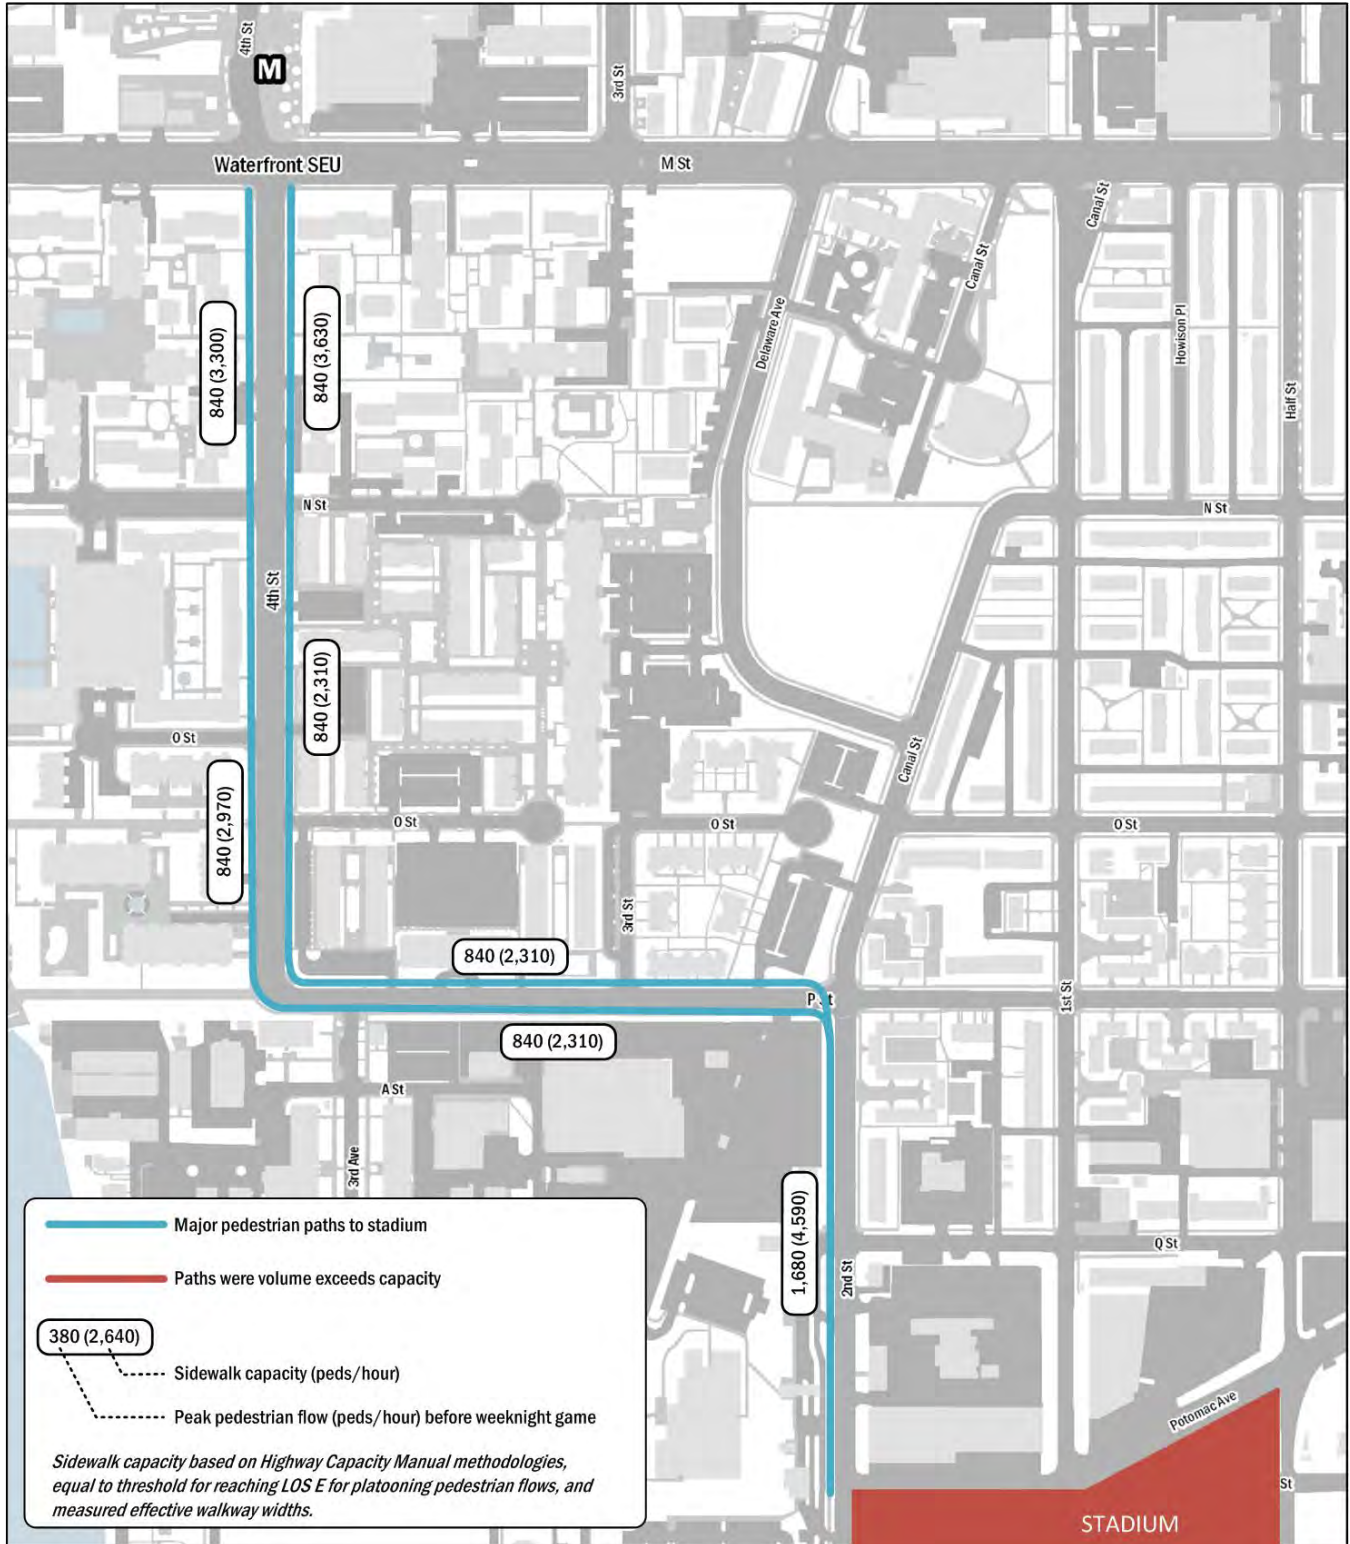 4th St
M
3rd St
Waterfront SEU
M St
Canal St
Canal St
Delaware Ave
Howison Pl
Half St
840 (3,300)
840 (3,630)
N St
N St
4th St
840 (2,310)
O St
Canal St
840 (2,970)
O St
O St
O St
3rd St
840 (2,310)
P St
1st St
840 (2,310)
A St
3rd Ave
1,680 (4,590)
2nd St
Q St
Major pedestrian paths to stadium
Paths were volume exceeds capacity
380 (2,640)
Sidewalk capacity (peds/hour)
Peak pedestrian flow (peds/hour) before weeknight game
Sidewalk capacity based on Highway Capacity Manual methodologies,
equal to threshold for reaching LOS E for platooning pedestrian flows, and
measured effective walkway widths.
Potomac Ave
St
STADIUM